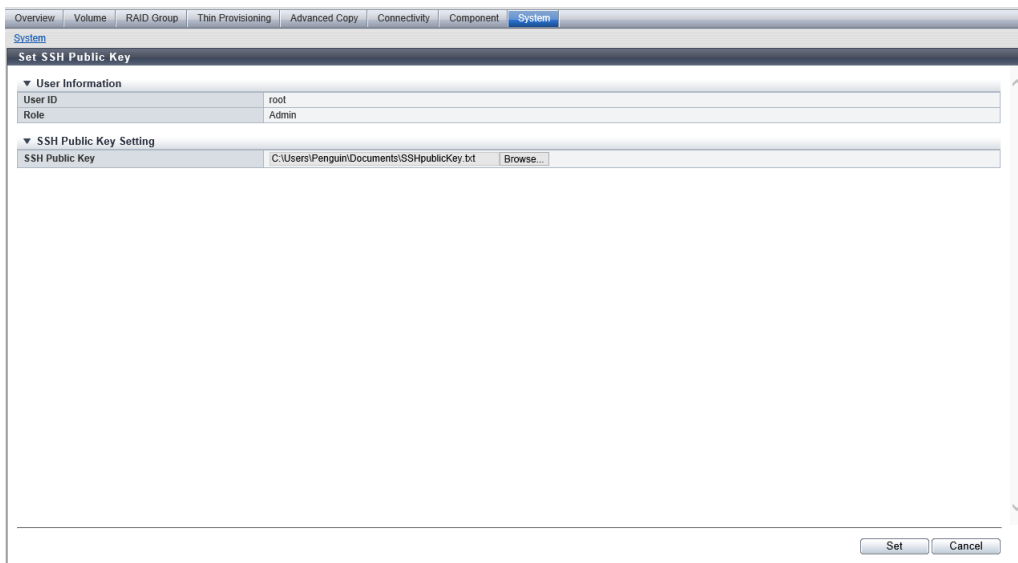 Overview Volume RAID Group Thin Provisioning Advanced Copy Connectivity Component System
System
Set SSH Public Key
User Information
User ID root
Role Admin
SSH Public Key Setting
SSH Public Key C:\Users\Penguin\Documents\SSHpublicKey.txt Browse...
Set Cancel